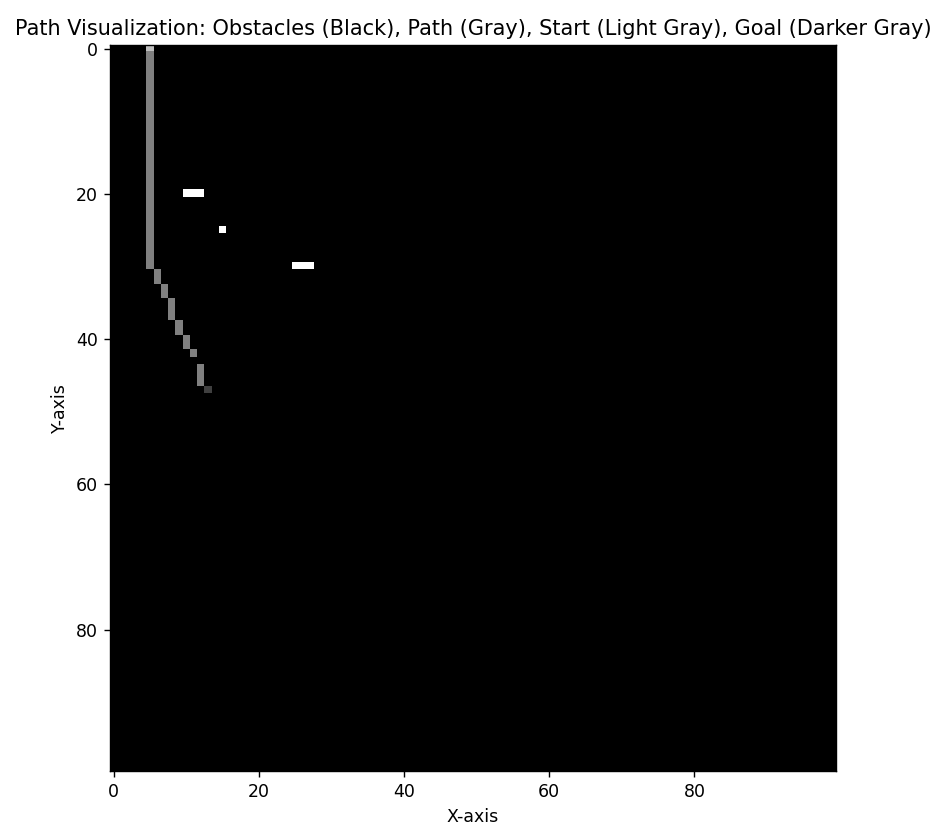 Path Visualization: Obstacles (Black), Path (Gray), Start (Light Gray), Goal (Darker Gray)
0
20
40
60
80
Y-axis
0 20 40 60 80
X-axis